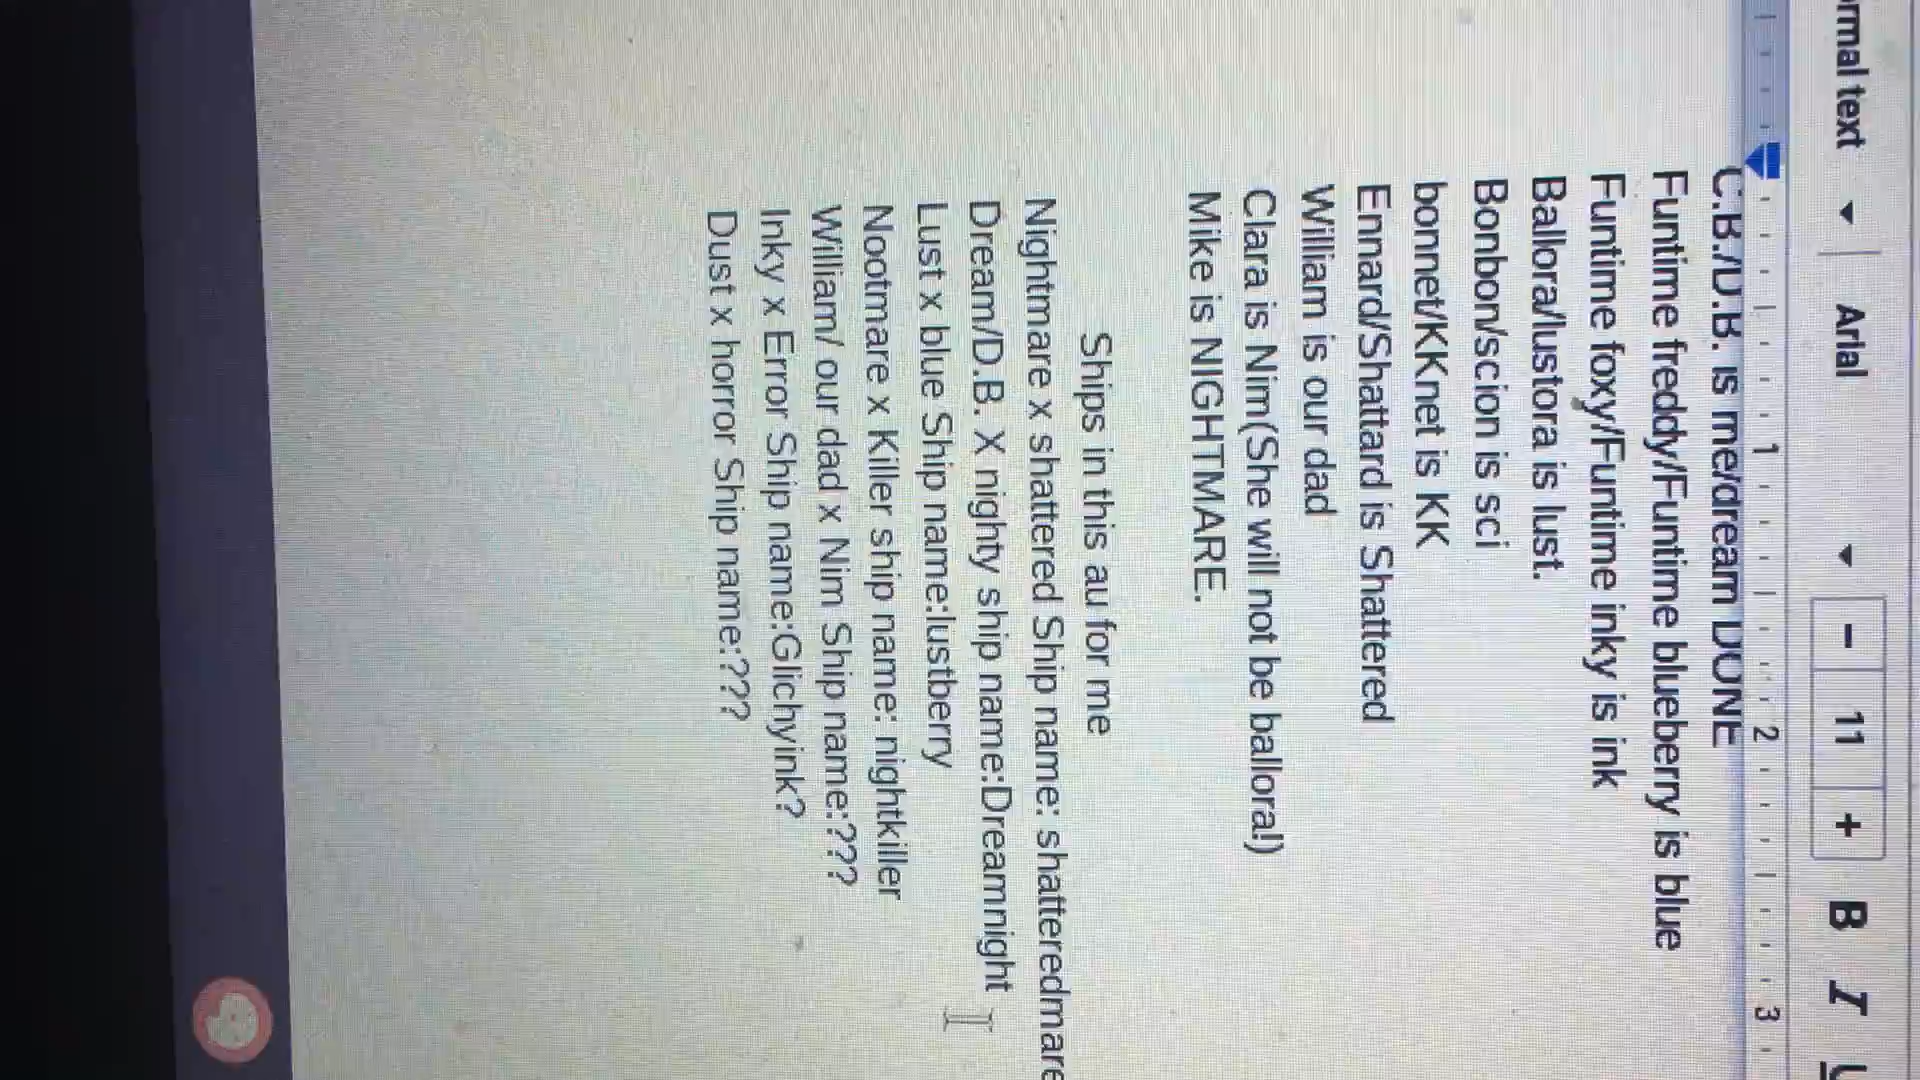 rmal text Arial - 11 + B I U
1 2 3
C.B./D.B. is me/dream DONE
Funtime freddy/Funtime blueberry is blue
Funtime foxy/Funtime inky is ink
Ballora/lustora is lust.
Bonbon/scion is sci
bonnet/KKnet is KK
Ennard/Shattard is Shattered
William is our dad
Clara is Nim(She will not be ballora!)
Mike is NIGHTMARE.
Ships in this au for me
Nightmare x shattered Ship name: shatteredmare
Dream/D.B. X nighty ship name:Dreamnight
Lust x blue Ship name:lustberry
Nootmare x Killer ship name: nightkiller
William/ our dad x Nim Ship name:???
Inky x Error Ship name:Glichyink?
Dust x horror Ship name:???